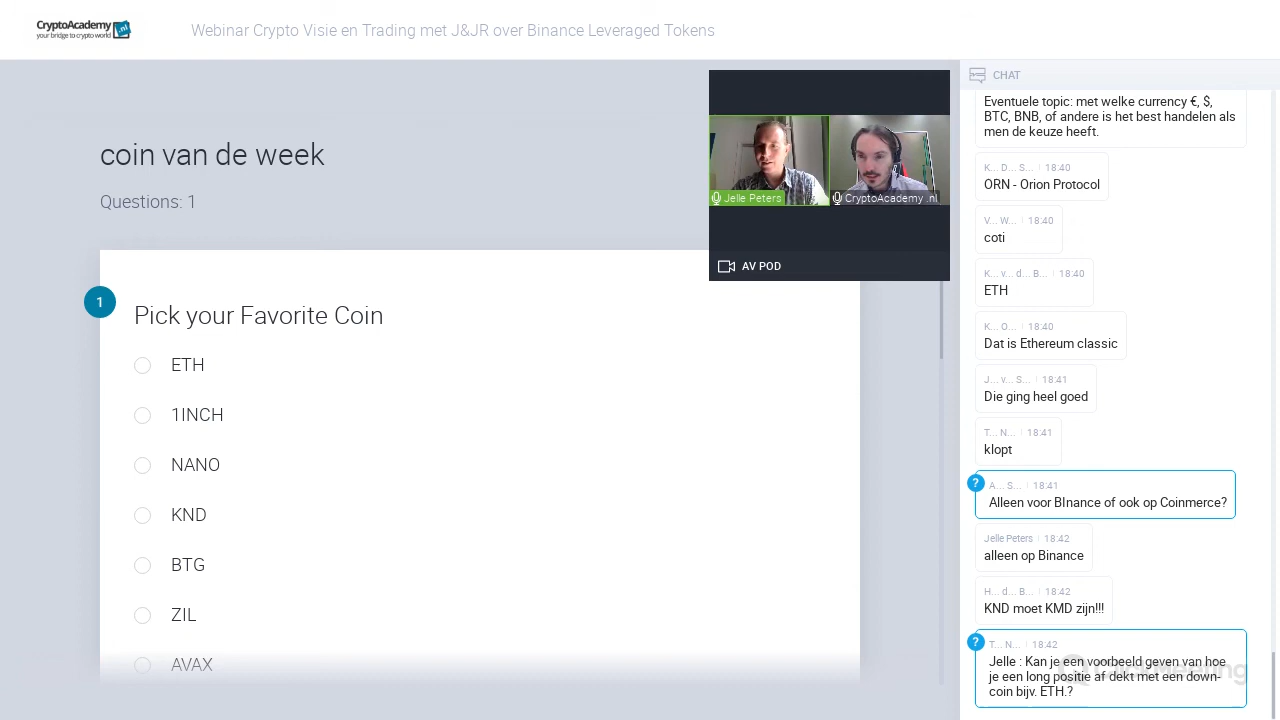 CryptoAcademy .nl
your bridge to crypto world
Webinar Crypto Visie en Trading met J&JR over Binance Leveraged Tokens
coin van de week
Questions: 1
1
Pick your Favorite Coin
ETH
1INCH
NANO
KND
BTG
ZIL
AVAX
Jelle Peters
CryptoAcademy .nl
AV POD
CHAT
Eventuele topic: met welke currency €, $,
BTC, BNB, of andere is het best handelen als
men de keuze heeft.
K... D... S... 18:40
ORN - Orion Protocol
V... W... 18:40
coti
K... v... d... B... 18:40
ETH
K... O... 18:40
Dat is Ethereum classic
J... v... S... 18:41
Die ging heel goed
T... N... 18:41
klopt
?
A... S... 18:41
Alleen voor BInance of ook op Coinmerce?
Jelle Peters 18:42
alleen op Binance
H... d... B... 18:42
KND moet KMD zijn!!!
?
T... N... 18:42
Jelle : Kan je een voorbeeld geven van hoe
je een long positie af dekt met een down-
coin bijv. ETH.?